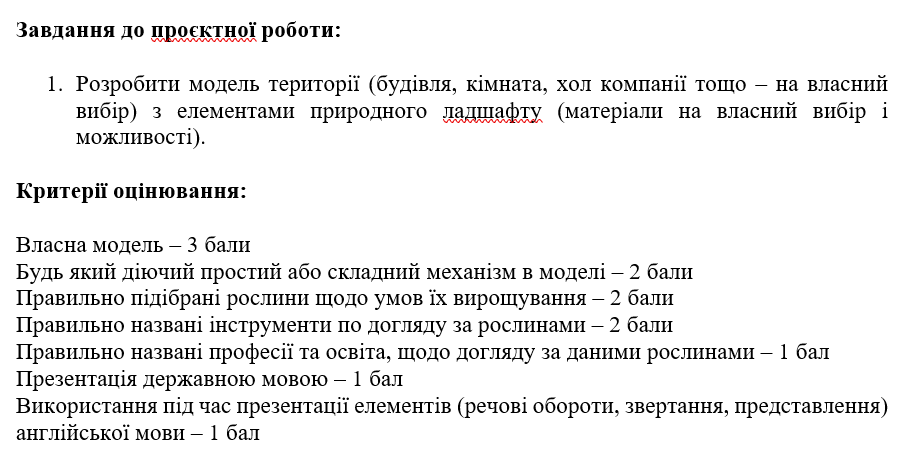 Завдання до проєктної роботи:
1. Розробити модель території (будівля, кімната, хол компанії тощо – на власний
вибір) з елементами природного ладшафту (матеріали на власний вибір і
можливості).
Критерії оцінювання:
Власна модель – 3 бали
Будь який діючий простий або складний механізм в моделі – 2 бали
Правильно підібрані рослини щодо умов їх вирощування – 2 бали
Правильно названі інструменти по догляду за рослинами – 2 бали
Правильно названі професії та освіта, щодо догляду за даними рослинами – 1 бал
Презентація державною мовою – 1 бал
Використання під час презентації елементів (речові обороти, звертання, представлення)
англійської мови – 1 бал